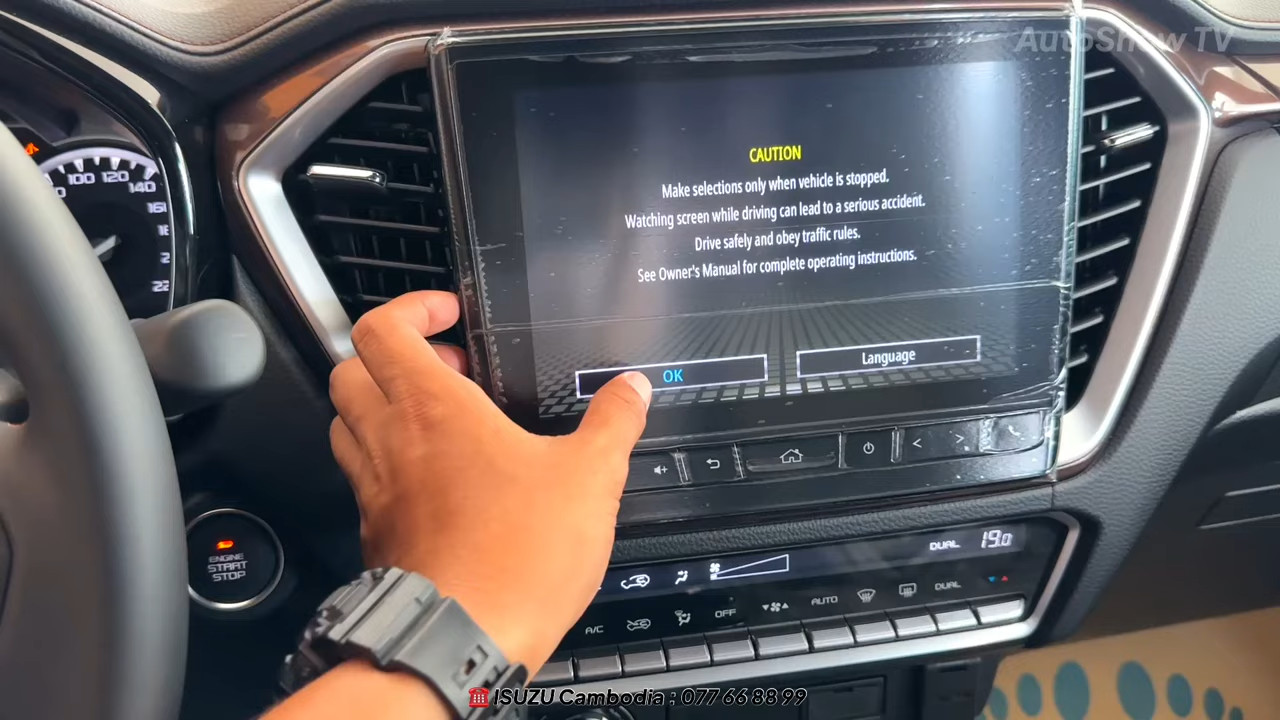 AutoShow TV
100 120
140
CAUTION
Make selections only when vehicle is stopped.
Watching screen while driving can lead to a serious accident.
Drive safely and obey traffic rules.
See Owner's Manual for complete operating instructions.
OK
Language
ENGINE
START
STOP
DUAL 19.0
A/C
OFF
AUTO
DUAL
ISUZU Cambodia : 077 66 88 99